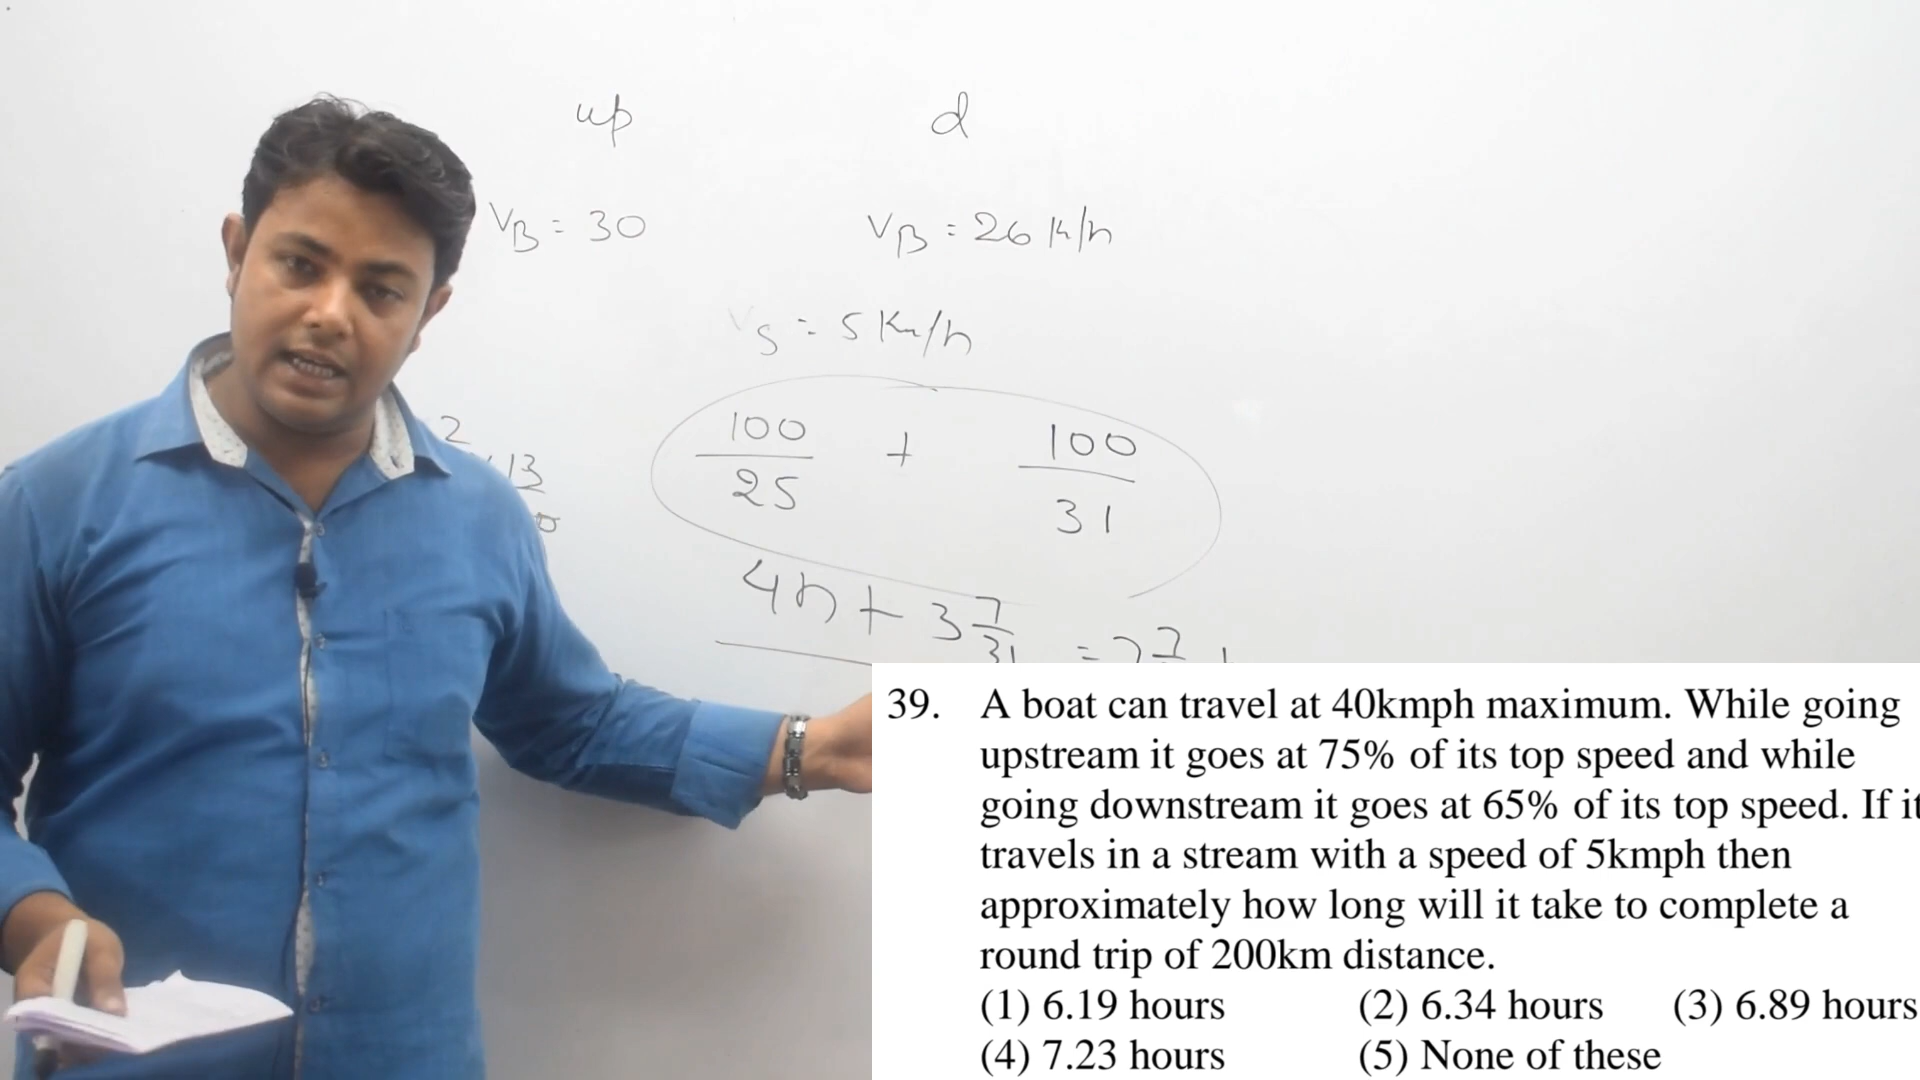 up d
VB = 30 VB = 26 K/h
VS = 5 Km/h
2
13
100/25 + 100/31
4h + 3 7/31 = 7 7
39. A boat can travel at 40kmph maximum. While going
upstream it goes at 75% of its top speed and while
going downstream it goes at 65% of its top speed. If it
travels in a stream with a speed of 5kmph then
approximately how long will it take to complete a
round trip of 200km distance.
(1) 6.19 hours (2) 6.34 hours (3) 6.89 hours
(4) 7.23 hours (5) None of these